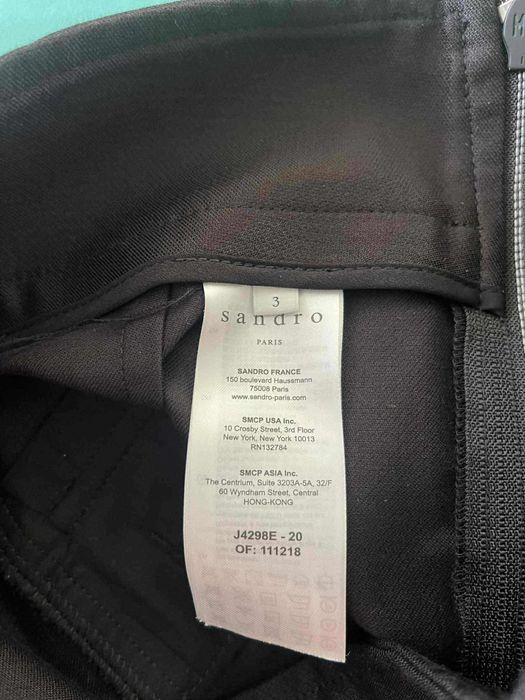 3
sandro
PARIS
SANDRO FRANCE
150 boulevard Haussmann
75008 Paris
www.sandro-paris.com
SMCP USA Inc.
10 Crosby Street, 3rd Floor
New York, New York 10013
RN132784
SMCP ASIA Inc.
The Centrium, Suite 3203A-5A, 32/F
60 Wyndham Street, Central
HONG-KONG
J4298E - 20
OF: 111218